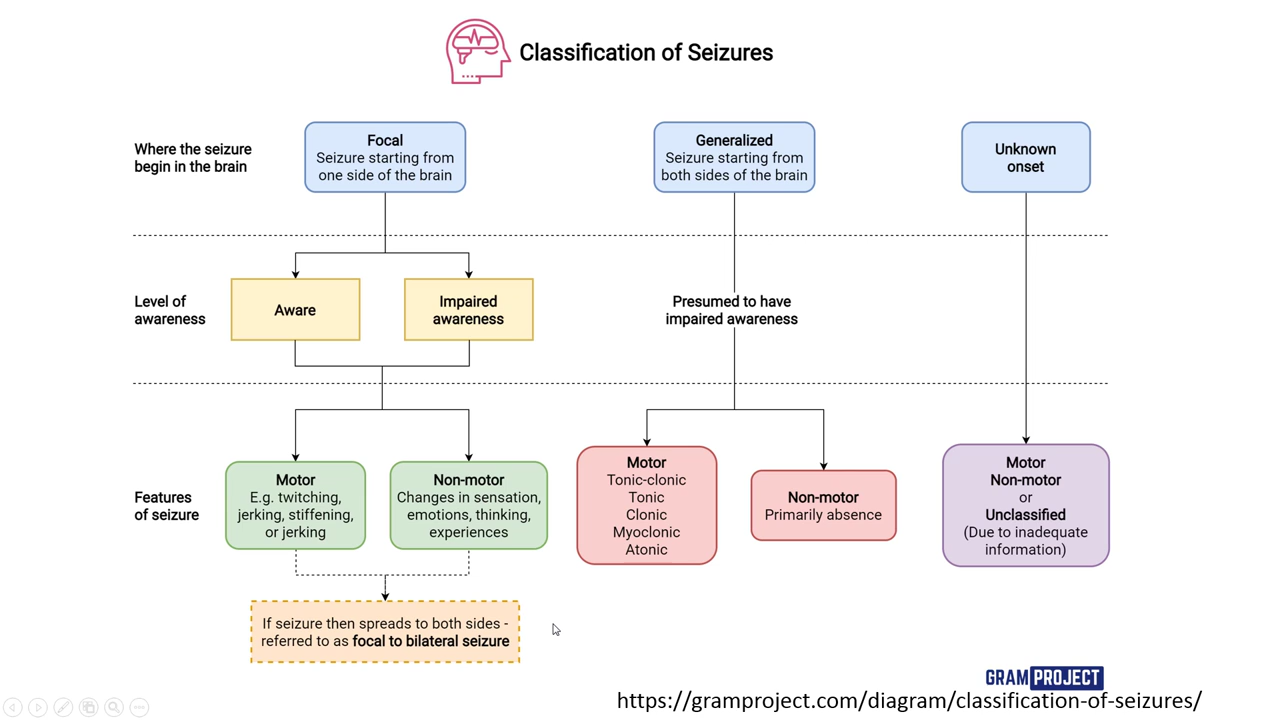 Classification of Seizures
Where the seizure
begin in the brain
Focal
Seizure starting from
one side of the brain
Generalized
Seizure starting from
both sides of the brain
Unknown
onset
Level of
awareness
Aware
Impaired
awareness
Presumed to have
impaired awareness
Features
of seizure
Motor
E.g. twitching,
jerking, stiffening,
or jerking
Non-motor
Changes in sensation,
emotions, thinking,
experiences
Motor
Tonic-clonic
Tonic
Clonic
Myoclonic
Atonic
Non-motor
Primarily absence
Motor
Non-motor
or
Unclassified
(Due to inadequate
information)
If seizure then spreads to both sides -
referred to as focal to bilateral seizure
GRAM PROJECT
https://gramproject.com/diagram/classification-of-seizures/